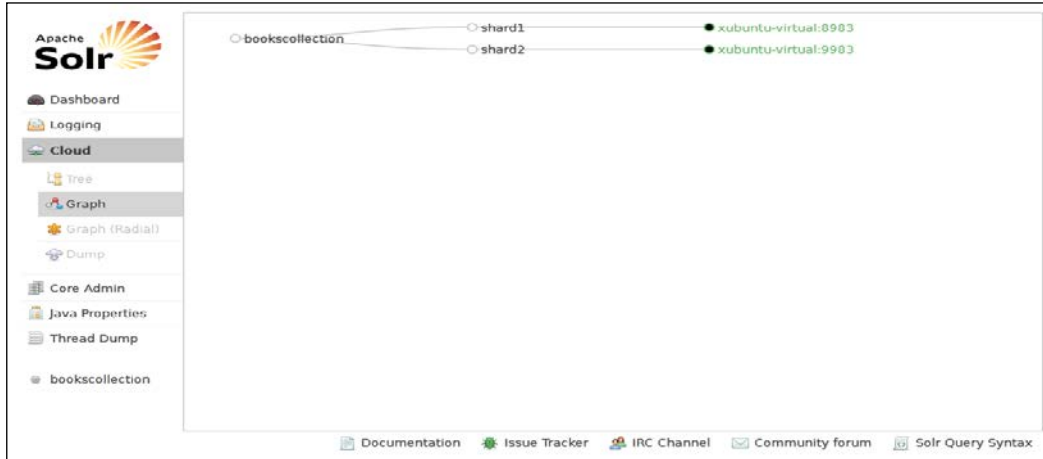 Apache
Solr
Dashboard
Logging
Cloud
Tree
Graph
Graph (Radial)
Dump
Core Admin
Java Properties
Thread Dump
bookscollection
bookscollection
shard1
shard2
xubuntu-virtual:8983
xubuntu-virtual:9983
Documentation
Issue Tracker
IRC Channel
Community forum
Solr Query Syntax